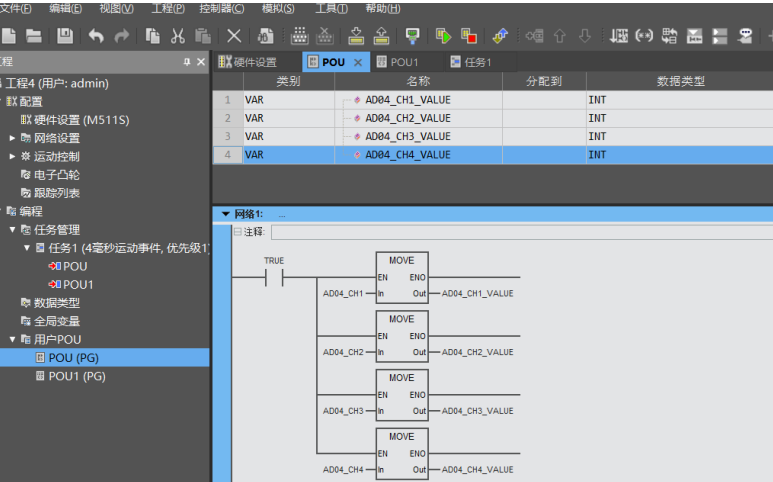 文件(F) 编辑(E) 视图(V) 工程(P) 控制器(C) 模拟(S) 工具(T) 帮助(H)
工程4 (用户: admin)
配置
硬件设置 (M511S)
网络设置
运动控制
电子凸轮
跟踪列表
编程
任务管理
任务1 (4毫秒运动事件, 优先级1
POU
POU1
数据类型
全局变量
用户POU
POU (PG)
POU1 (PG)
硬件设置 POU POU1 任务1
类别 名称 分配到 数据类型
1 VAR AD04_CH1_VALUE INT
2 VAR AD04_CH2_VALUE INT
3 VAR AD04_CH3_VALUE INT
4 VAR AD04_CH4_VALUE INT
网络1: ...
注释:
TRUE MOVE
EN ENO
AD04_CH1 In Out AD04_CH1_VALUE
MOVE
EN ENO
AD04_CH2 In Out AD04_CH2_VALUE
MOVE
EN ENO
AD04_CH3 In Out AD04_CH3_VALUE
MOVE
EN ENO
AD04_CH4 In Out AD04_CH4_VALUE